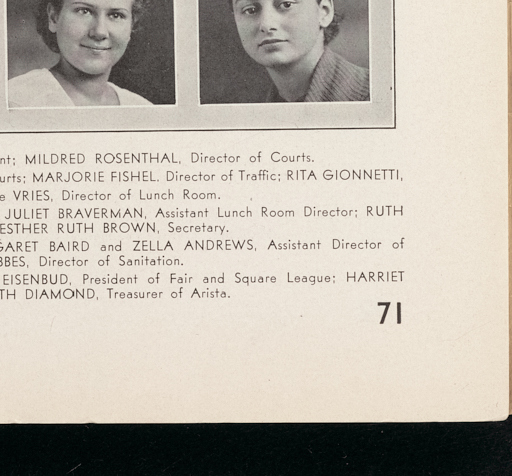 nt; MILDRED ROSENTHAL, Director of Courts.
urts; MARJORIE FISHEL. Director of Traffic; RITA GIONNETTI,
e VRIES, Director of Lunch Room.
JULIET BRAVERMAN, Assistant Lunch Room Director; RUTH
ESTHER RUTH BROWN, Secretary.
GARET BAIRD and ZELLA ANDREWS, Assistant Director of
BBES, Director of Sanitation.
EISENBUD, President of Fair and Square League; HARRIET
TH DIAMOND, Treasurer of Arista.
71